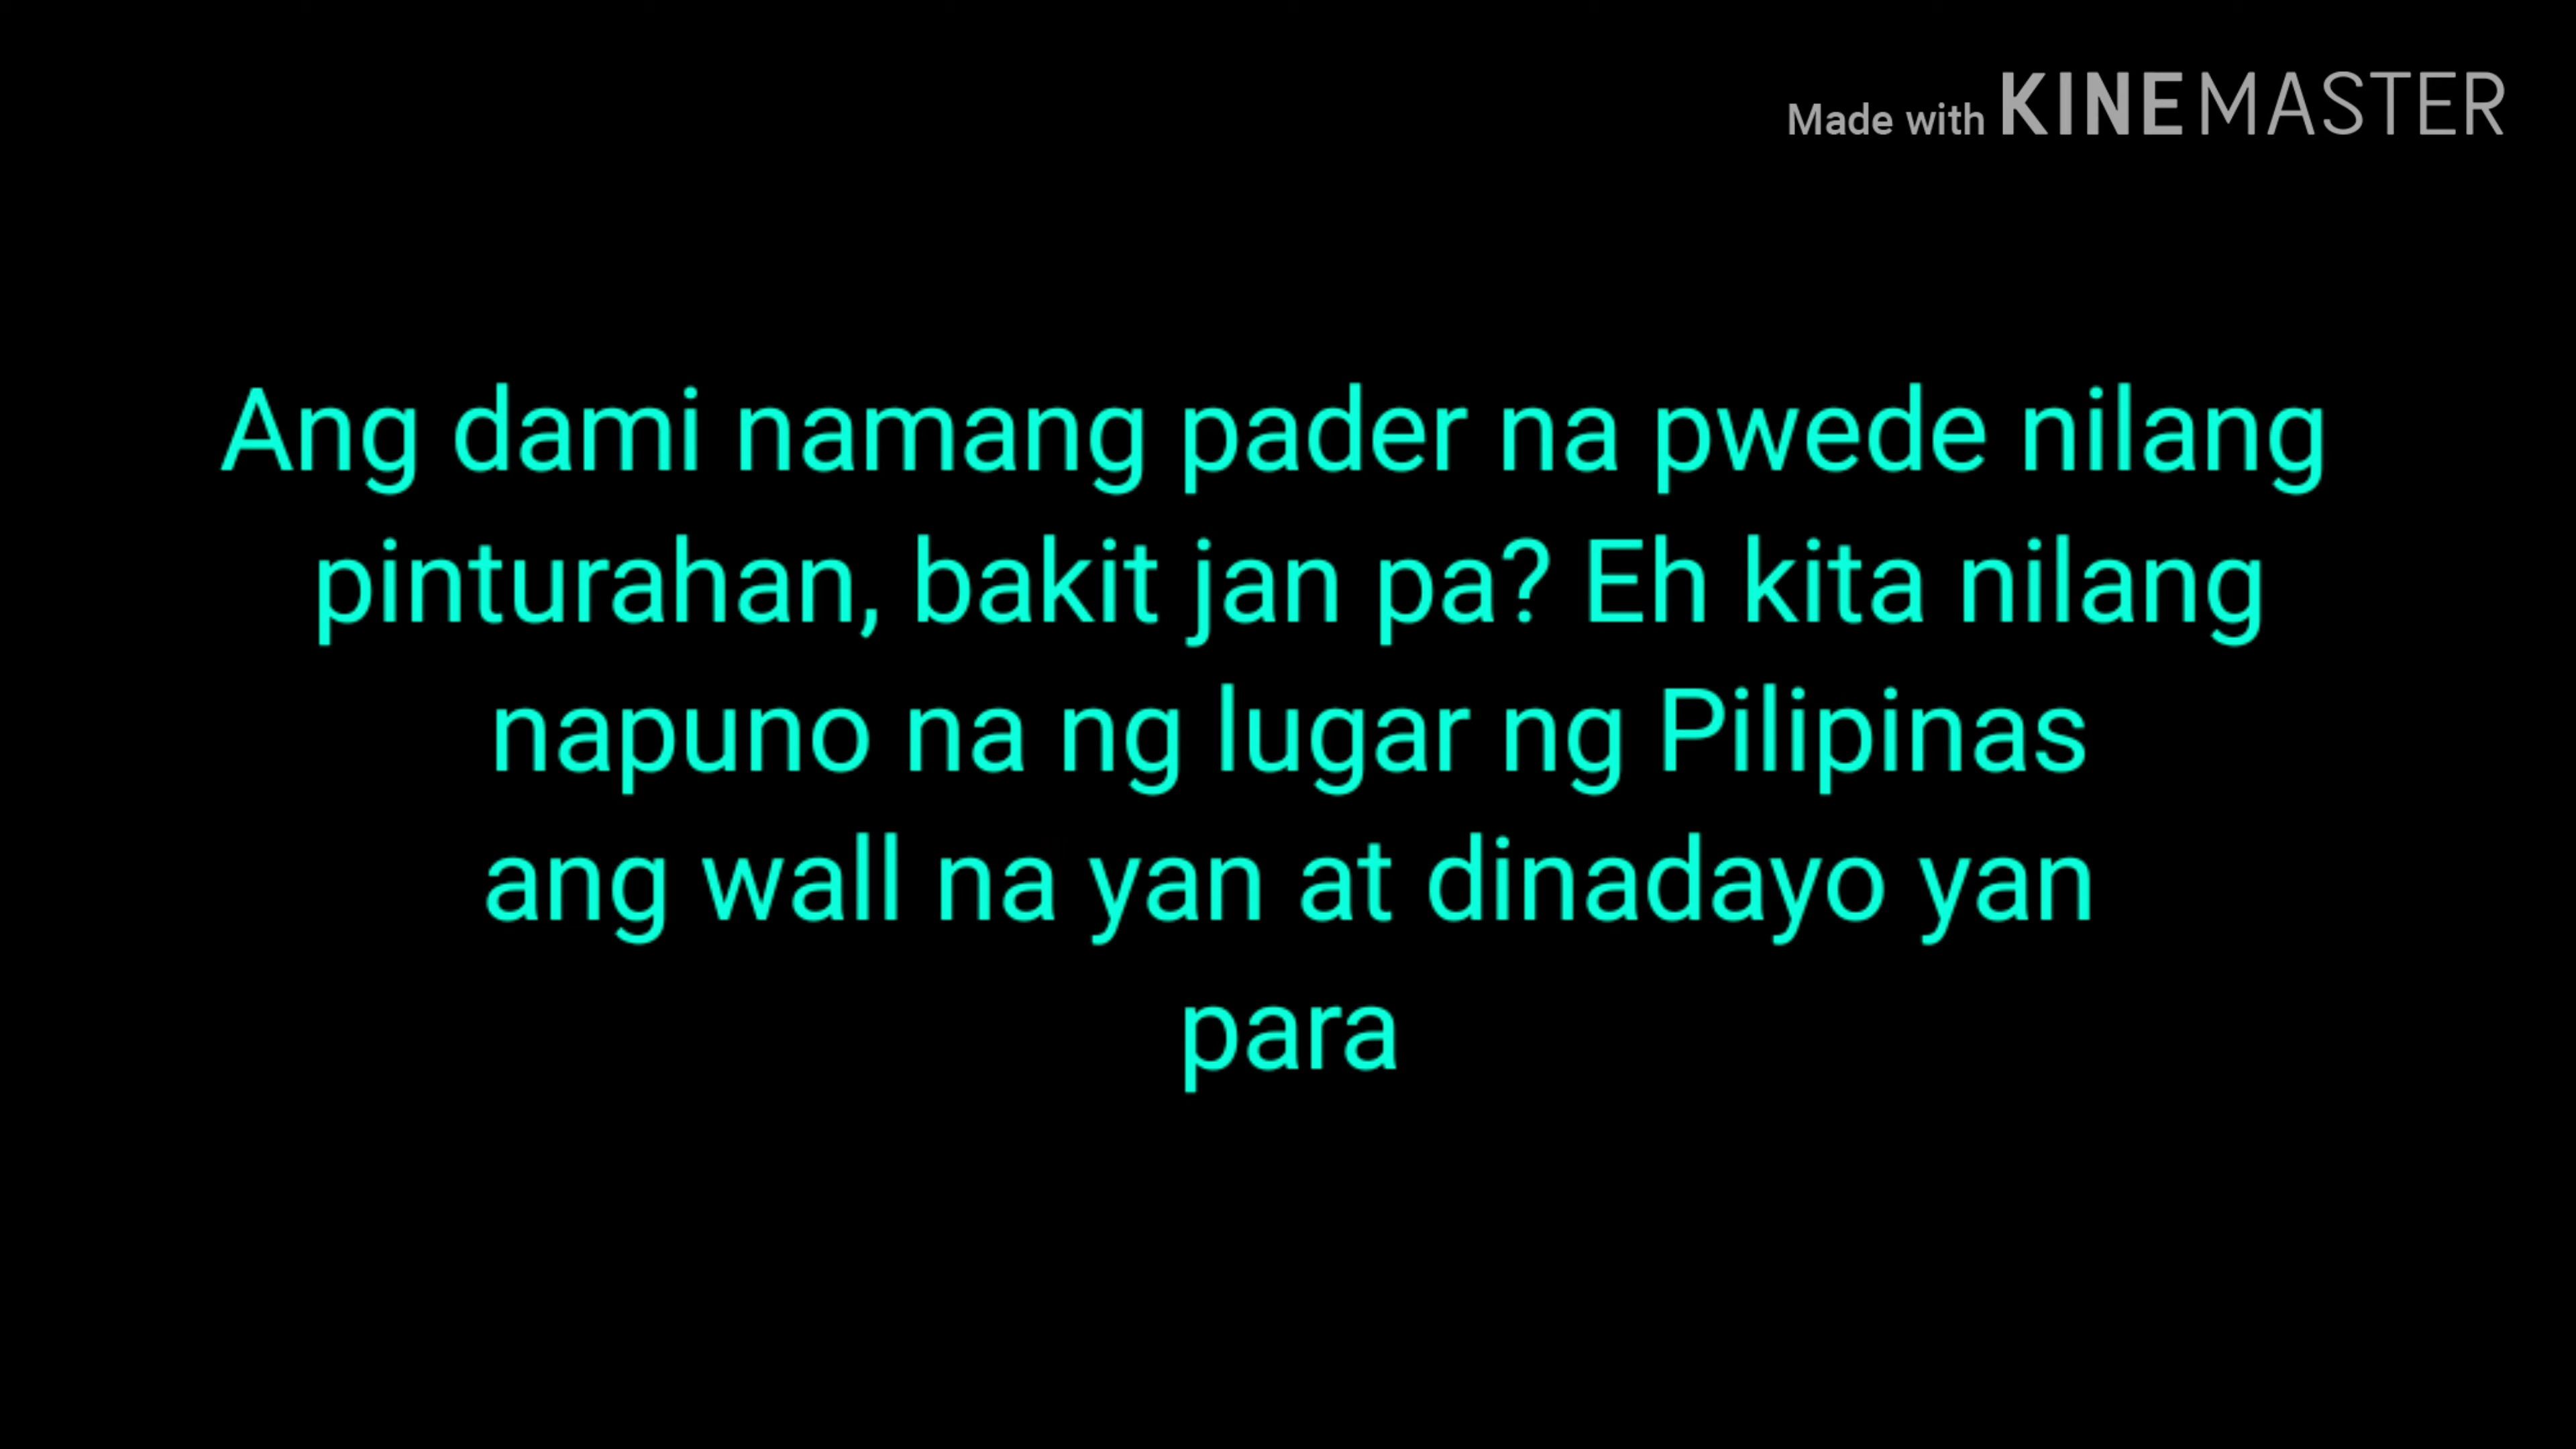 Made with KINEMASTER
Ang dami namang pader na pwede nilang
pinturahan, bakit jan pa? Eh kita nilang
napuno na ng lugar ng Pilipinas
ang wall na yan at dinadayo yan
para